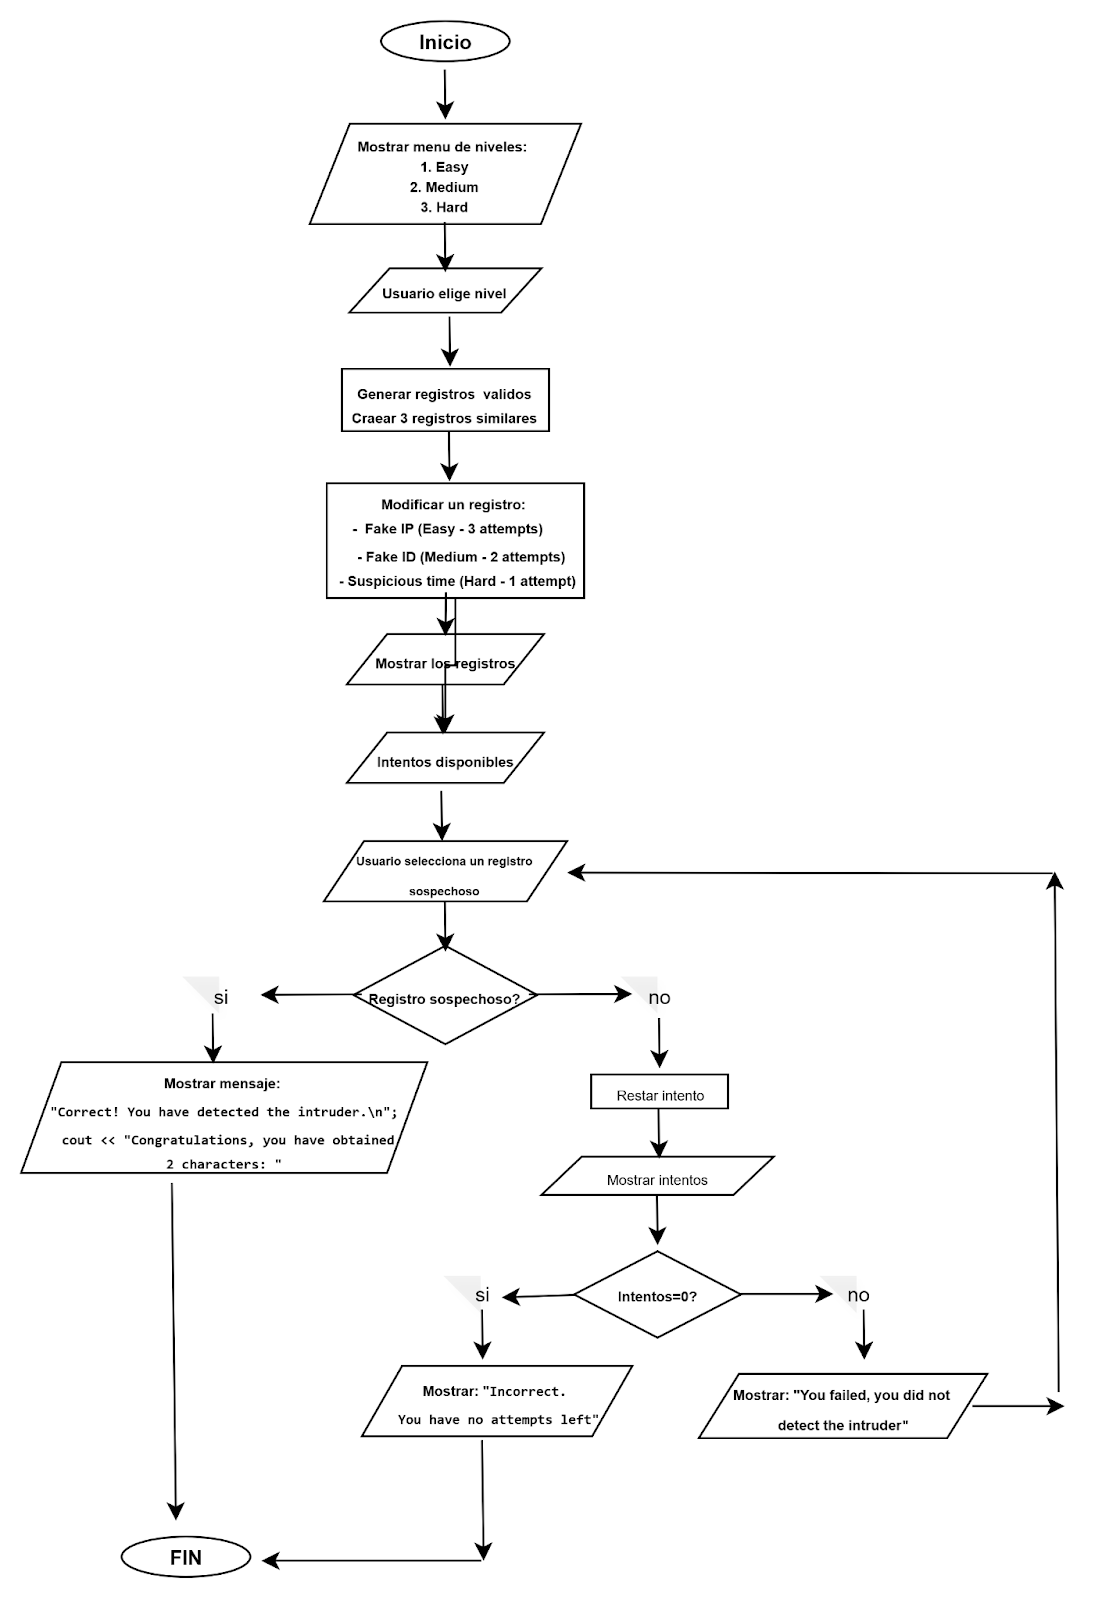 Inicio
Mostrar menu de niveles:
1. Easy
2. Medium
3. Hard
Usuario elige nivel
Generar registros validos
Craear 3 registros similares
Modificar un registro:
- Fake IP (Easy - 3 attempts)
- Fake ID (Medium - 2 attempts)
- Suspicious time (Hard - 1 attempt)
Mostrar los registros
Intentos disponibles
Usuario selecciona un registro
sospechoso
Registro sospechoso?
si
no
Mostrar mensaje:
"Correct! You have detected the intruder.\n";
cout << "Congratulations, you have obtained
2 characters: "
Restar intento
Mostrar intentos
Intentos=0?
si
no
Mostrar: "Incorrect.
You have no attempts left"
Mostrar: "You failed, you did not
detect the intruder"
FIN